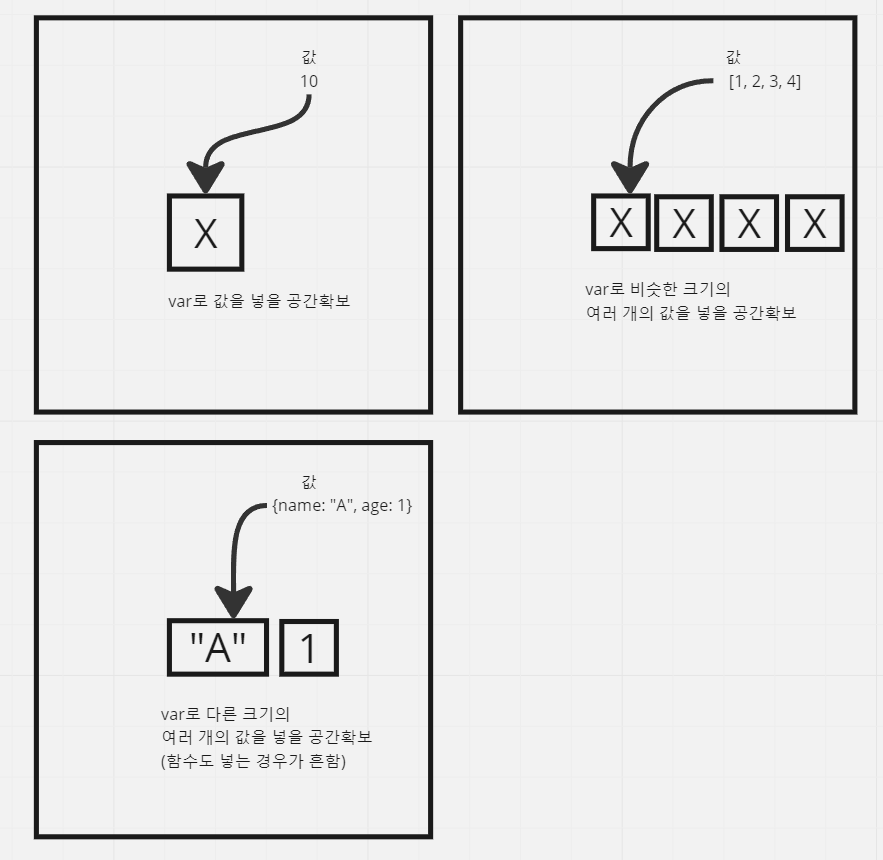 값
10
X
var로 값을 넣을 공간확보
값
[1, 2, 3, 4]
X X X X
var로 비슷한 크기의
여러 개의 값을 넣을 공간확보
값
{name: "A", age: 1}
"A" 1
var로 다른 크기의
여러 개의 값을 넣을 공간확보
(함수도 넣는 경우가 흔함)